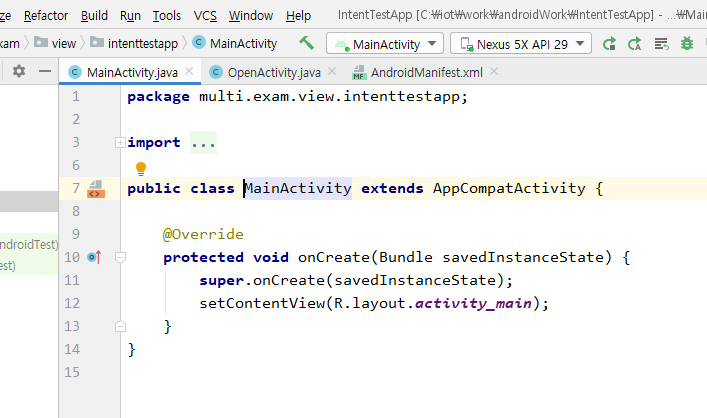 ze Refactor Build Run Tools VCS Window Help IntentTestApp [C:₩iot₩work₩androidWork₩IntentTestApp] - ...₩Mai
xam view intenttestapp MainActivity MainActivity Nexus 5X API 29
MainActivity.java OpenActivity.java AndroidManifest.xml
1 package multi.exam.view.intenttestapp;
2
3 import ...
6
7 public class MainActivity extends AppCompatActivity {
8
9 @Override
ndroidTest)
10 protected void onCreate(Bundle savedInstanceState) {
est)
11 super.onCreate(savedInstanceState);
12 setContentView(R.layout.activity_main);
13 }
14 }
15